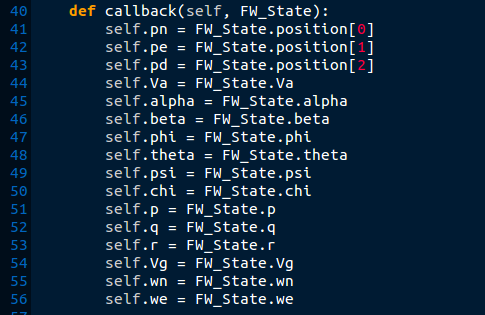 40 def callback(self, FW_State):
41 self.pn = FW_State.position[0]
42 self.pe = FW_State.position[1]
43 self.pd = FW_State.position[2]
44 self.Va = FW_State.Va
45 self.alpha = FW_State.alpha
46 self.beta = FW_State.beta
47 self.phi = FW_State.phi
48 self.theta = FW_State.theta
49 self.psi = FW_State.psi
50 self.chi = FW_State.chi
51 self.p = FW_State.p
52 self.q = FW_State.q
53 self.r = FW_State.r
54 self.Vg = FW_State.Vg
55 self.wn = FW_State.wn
56 self.we = FW_State.we